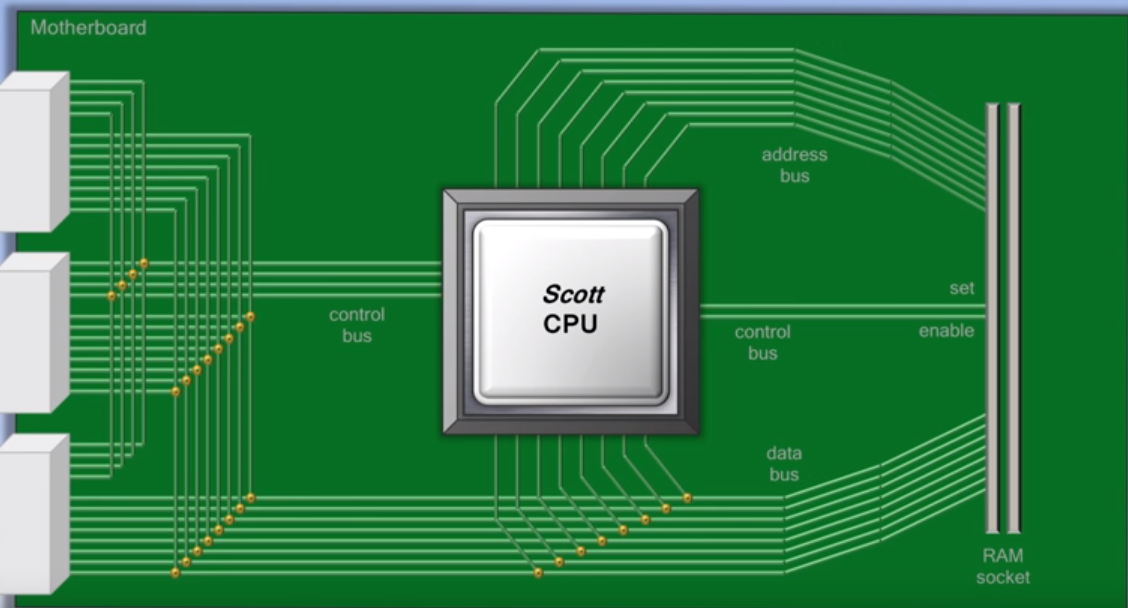 Motherboard
address
bus
Scott
CPU
set
control
bus
control
bus
enable
data
bus
RAM
socket